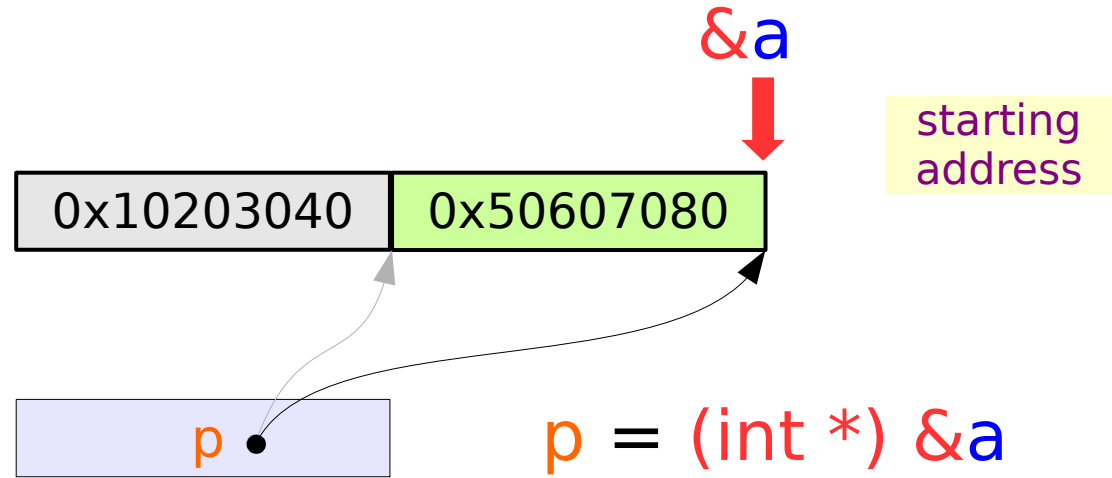 &a
starting
address
0x10203040 0x50607080
p
p = (int *) &a